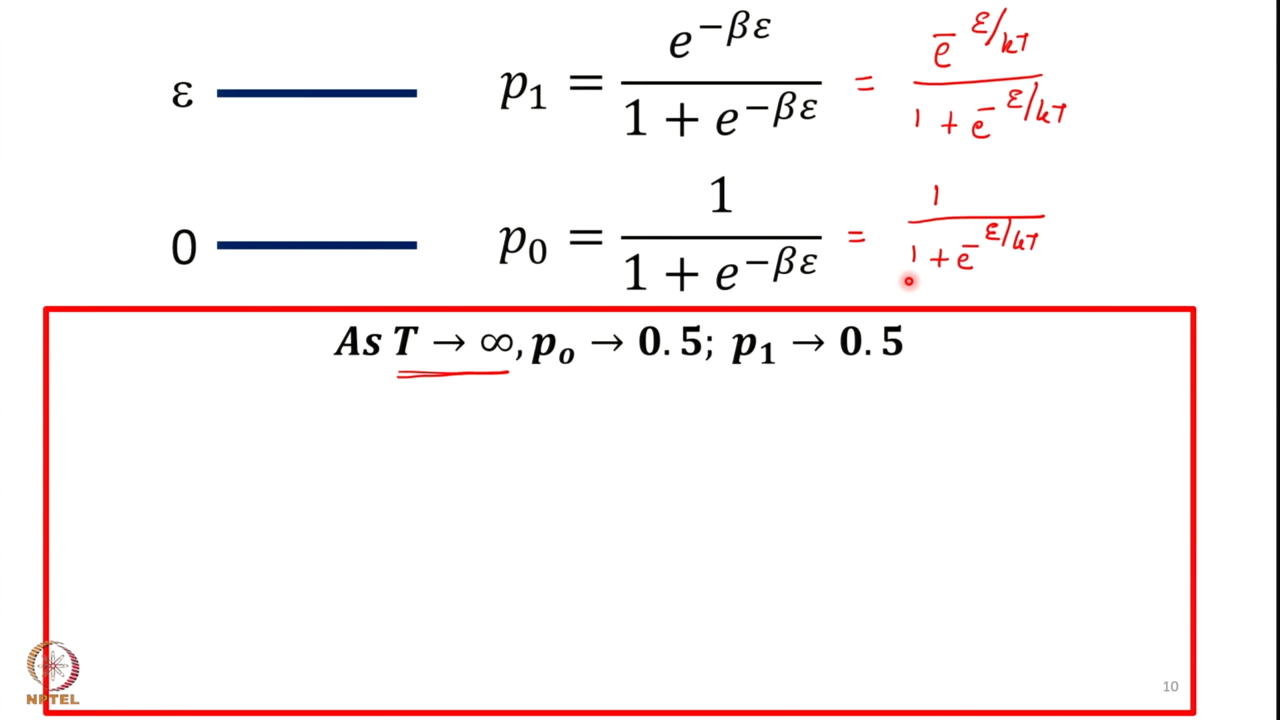 ε p₁ = e^{−βε} / (1 + e^{−βε}) = e^{−ε/kT} / (1 + e^{−ε/kT})
0 p₀ = 1 / (1 + e^{−βε}) = 1 / (1 + e^{−ε/kT})
As T → ∞, pₒ → 0.5; p₁ → 0.5
NPTEL
10